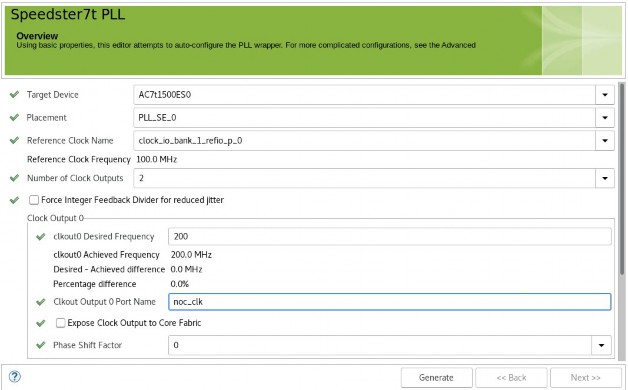 Speedster7t PLL
Overview
Using basic properties, this editor attempts to auto-configure the PLL wrapper. For more complicated configurations, see the Advanced
Target Device AC7t1500ES0
Placement PLL_SE_0
Reference Clock Name clock_io_bank_1_refio_p_0
Reference Clock Frequency 100.0 MHz
Number of Clock Outputs 2
Force Integer Feedback Divider for reduced jitter
Clock Output 0
clkout0 Desired Frequency 200
clkout0 Achieved Frequency 200.0 MHz
Desired - Achieved difference 0.0 MHz
Percentage difference 0.0%
Clkout Output 0 Port Name noc_clk
Expose Clock Output to Core Fabric
Phase Shift Factor 0
? Generate << Back Next >>